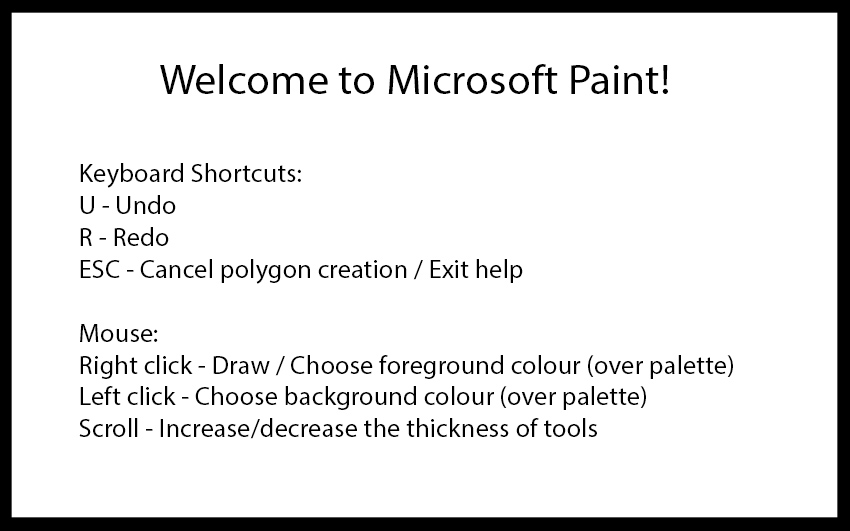 Welcome to Microsoft Paint!
Keyboard Shortcuts:
U - Undo
R - Redo
ESC - Cancel polygon creation / Exit help
Mouse:
Right click - Draw / Choose foreground colour (over palette)
Left click - Choose background colour (over palette)
Scroll - Increase/decrease the thickness of tools